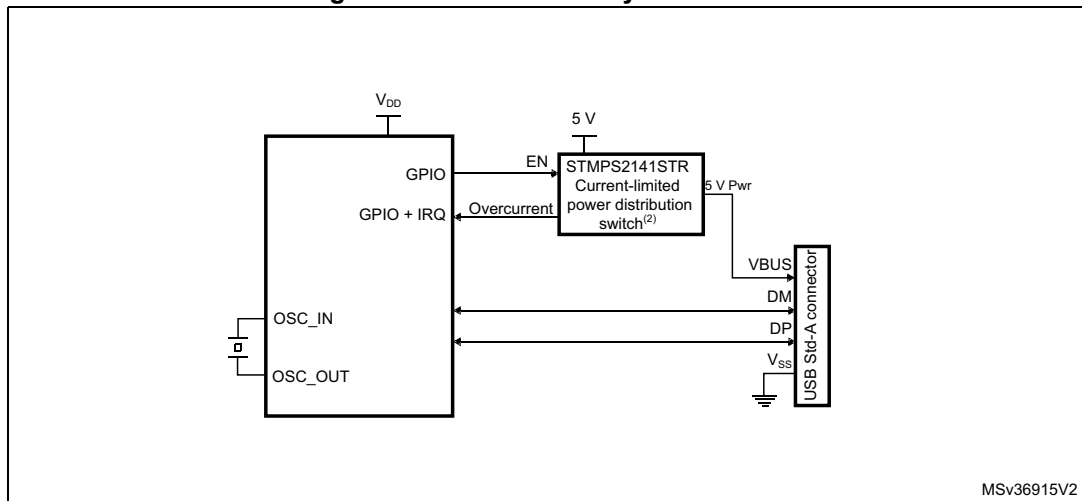 V_DD
5 V
GPIO
EN
STMPS2141STR
Current-limited
power distribution
switch(2)
5 V Pwr
GPIO + IRQ
Overcurrent
VBUS
DM
DP
V_SS
USB Std-A connector
OSC_IN
OSC_OUT
MSv36915V2